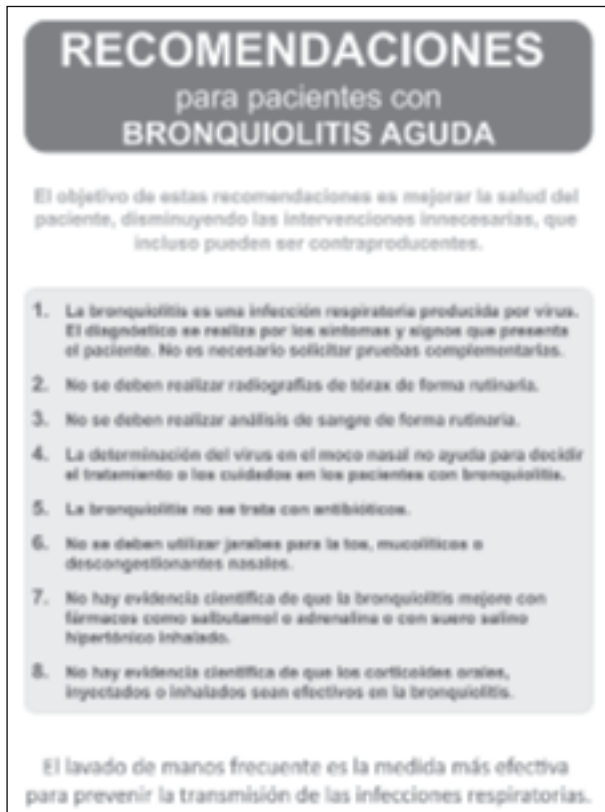 RECOMENDACIONES
para pacientes con
BRONQUIOLITIS AGUDA
El objetivo de estas recomendaciones es mejorar la salud del
paciente, disminuyendo las intervenciones innecesarias, que
incluso pueden ser contraproducentes.
1. La bronquiolitis es una infección respiratoria producida por virus.
El diagnóstico se realiza por los síntomas y signos que presenta
el paciente. No es necesario solicitar pruebas complementarias.
2. No se deben realizar radiografías de tórax de forma rutinaria.
3. No se deben realizar análisis de sangre de forma rutinaria.
4. La determinación del virus en el moco nasal no ayuda para decidir
el tratamiento o los cuidados en los pacientes con bronquiolitis.
5. La bronquiolitis no se trata con antibióticos.
6. No se deben utilizar jarabes para la tos, mucolíticos o
descongestionantes nasales.
7. No hay evidencia científica de que la bronquiolitis mejore con
fármacos como salbutamol o adrenalina o con suero salino
hipertónico inhalado.
8. No hay evidencia científica de que los corticoides orales,
inyectados o inhalados sean efectivos en la bronquiolitis.
El lavado de manos frecuente es la medida más efectiva
para prevenir la transmisión de las infecciones respiratorias.